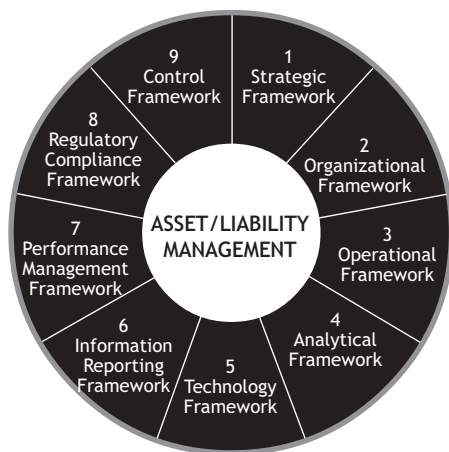 1
Strategic
Framework
2
Organizational
Framework
3
Operational
Framework
4
Analytical
Framework
5
Technology
Framework
6
Information
Reporting
Framework
7
Performance
Management
Framework
8
Regulatory
Compliance
Framework
9
Control
Framework
ASSET/LIABILITY
MANAGEMENT